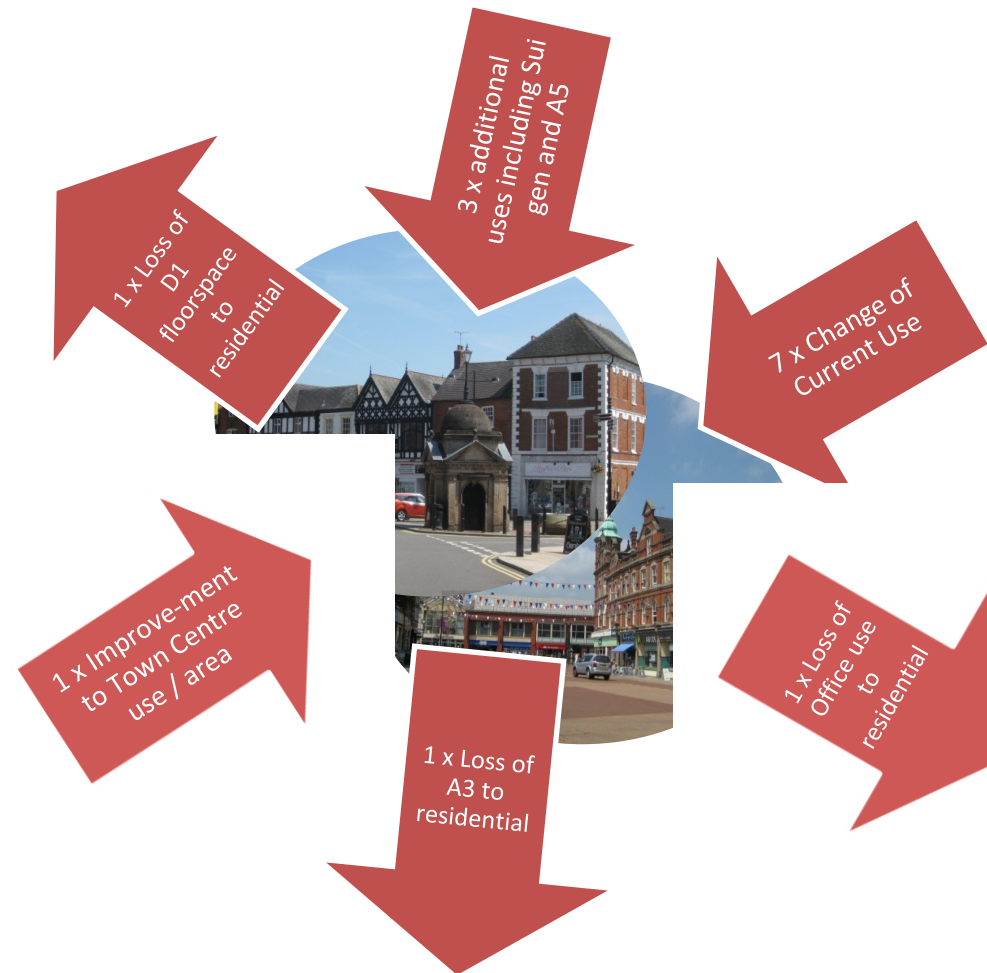 3 x additional
uses including Sui
gen and A5
1 x Loss of
D1
floorspace
to
residential
7 x Change of
Current Use
1 x Improve-ment
to Town Centre
use / area
1 x Loss of
Office use
to
residential
1 x Loss of
A3 to
residential